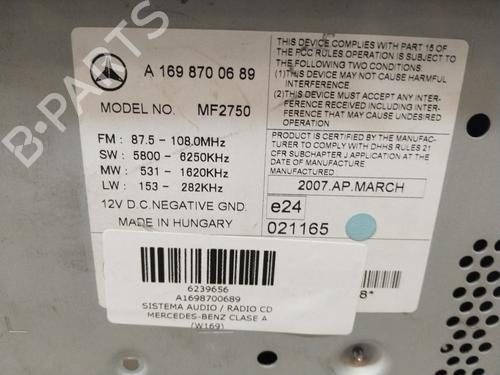 A 169 870 06 89
MODEL NO. MF2750
FM : 87.5 - 108.0MHz
SW : 5800 - 6250KHz
MW : 531 - 1620KHz
LW : 153 - 282KHz
12V D.C.NEGATIVE GND.
MADE IN HUNGARY
THIS DEVICE COMPLIES WITH PART 15 OF
THE FCC RULES OPERATION IS SUBJECT TO
THE FOLLOWING TWO CONDITIONS:
(1)THIS DEVICE MAY NOT CAUSE HARMFUL
INTERFERENCE.
(2)THIS DEVICE MUST ACCEPT ANY INTER-
FERENCE RECEIVED, INCLUDING INTER-
FERENCE THAT MAY CAUSE UNDESIRED
OPERATION.
PRODUCT IS CERTIFIED BY THE MANUFAC-
TURER TO COMPLY WITH DHHS RULES 21
CFR SUBCHAPTER J APPLICATION AT THE
DATE OF MANUFACTURE.
MANUFACTURED
2007.AP.MARCH
e24
021165
8*
6239656
A1698700689
SISTEMA AUDIO / RADIO CD
MERCEDES-BENZ CLASE A
(W169)
B-PARTS